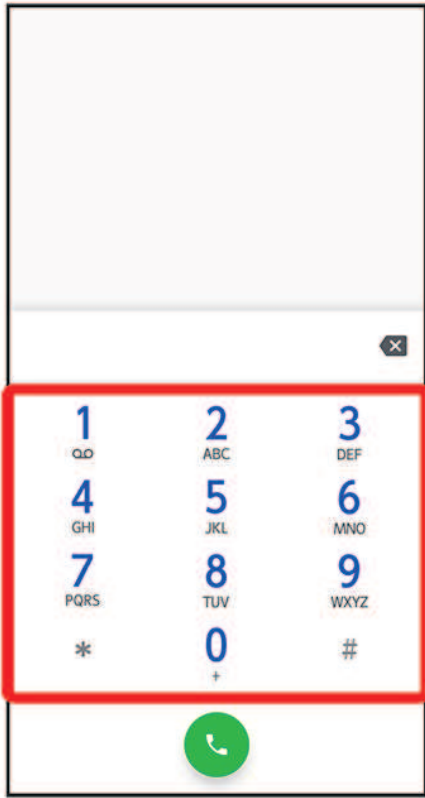 1 2 3
ABC DEF
4 5 6
GHI JKL MNO
7 8 9
PQRS TUV WXYZ
* 0 #
+